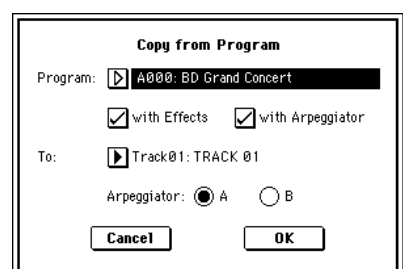 Copy from Program
Program: A000: BD Grand Concert
with Effects with Arpeggiator
To: Track01: TRACK 01
Arpeggiator: A B
Cancel OK